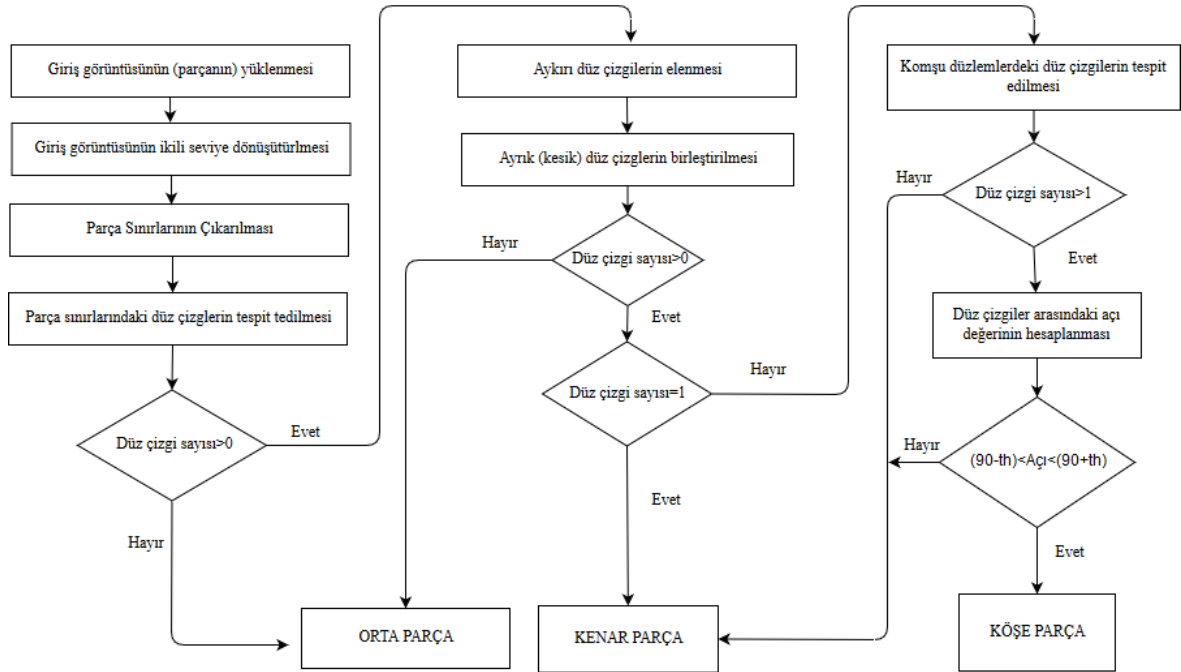 Giriş görüntüsünün (parçanın) yüklenmesi
Giriş görüntüsünün ikili seviye dönüşütürlmesi
Parça Sınırlarının Çıkarılması
Parça sınırlarındaki düz çizglerin tespit tedilmesi
Düz çizgi sayısı>0
Evet
Hayır
Aykırı düz çizgilerin elenmesi
Ayrık (kesik) düz çizglerin birleştirilmesi
Düz çizgi sayısı>0
Hayır
Evet
Düz çizgi sayısı=1
Hayır
Evet
Komşu düzlemlerdeki düz çizgilerin tespit
edilmesi
Düz çizgi sayısı>1
Hayır
Evet
Düz çizgiler arasındaki açı
değerinin hesaplanması
(90-th)<Açı<(90+th)
Hayır
Evet
ORTA PARÇA
KENAR PARÇA
KÖŞE PARÇA